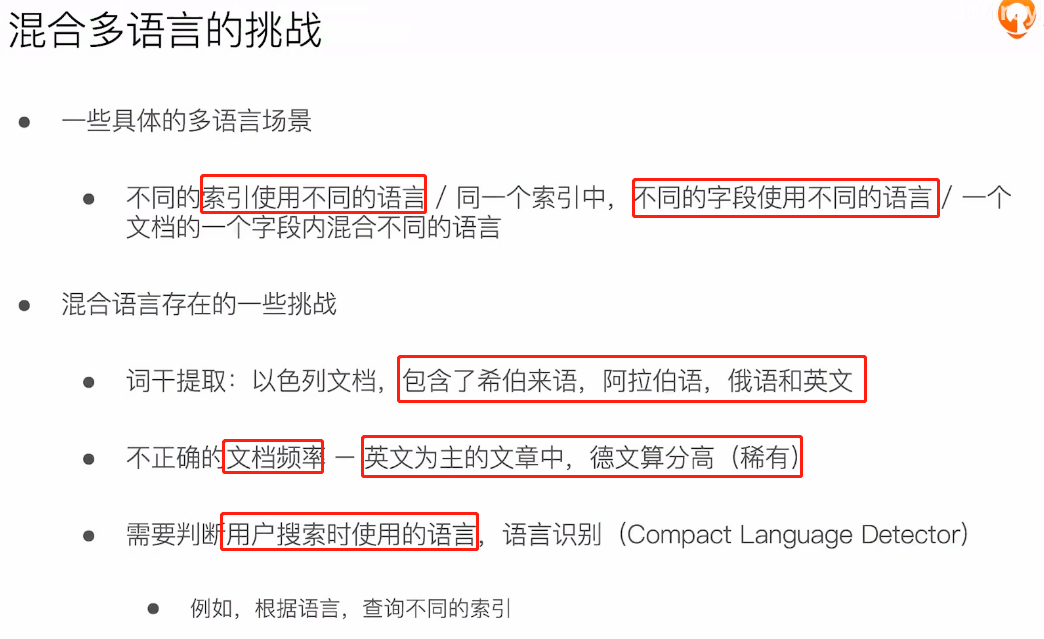 混合多语言的挑战
一些具体的多语言场景
不同的索引使用不同的语言 / 同一个索引中，不同的字段使用不同的语言 / 一个
文档的一个字段内混合不同的语言
混合语言存在的一些挑战
词干提取：以色列文档，包含了希伯来语，阿拉伯语，俄语和英文
不正确的文档频率 – 英文为主的文章中，德文算分高（稀有）
需要判断用户搜索时使用的语言，语言识别（Compact Language Detector）
例如，根据语言，查询不同的索引